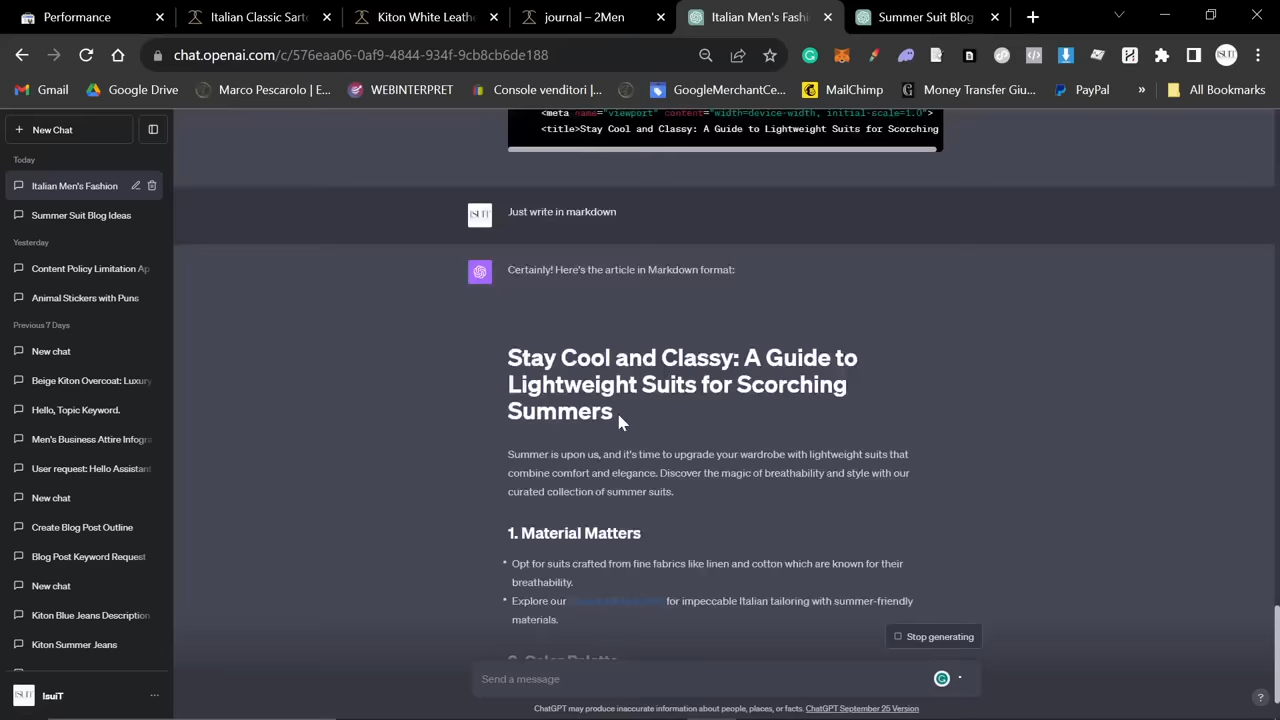 Performance
Italian Classic Sarto
Kiton White Leathe
journal – 2Men
Italian Men's Fashi
Summer Suit Blog
chat.openai.com/c/576eaa06-0af9-4844-934f-9cb8cb6de188
Gmail
Google Drive
Marco Pescarolo | E...
WEBINTERPRET
Console venditori [...
GoogleMerchantCe...
MailChimp
Money Transfer Giu...
PayPal
»
All Bookmarks
New Chat
Today
Italian Men's Fashion
Summer Suit Blog Ideas
Yesterday
Content Policy Limitation Ap
Animal Stickers with Puns
Previous 7 Days
New chat
Beige Kiton Overcoat: Luxury
Hello, Topic Keyword.
Men's Business Attire Infogra
User request: Hello Assistant
New chat
Create Blog Post Outline
Blog Post Keyword Request
New chat
Kiton Blue Jeans Description
Kiton Summer Jeans
IsuiT
<meta name="viewport" content="width=device-width, initial-scale=1.0">
<title>Stay Cool and Classy: A Guide to Lightweight Suits for Scorching
Just write in markdown
Certainly! Here's the article in Markdown format:
Stay Cool and Classy: A Guide to
Lightweight Suits for Scorching
Summers
Summer is upon us, and it's time to upgrade your wardrobe with lightweight suits that
combine comfort and elegance. Discover the magic of breathability and style with our
curated collection of summer suits.
1. Material Matters
• Opt for suits crafted from fine fabrics like linen and cotton which are known for their
breathability.
• Explore our for impeccable Italian tailoring with summer-friendly
materials.
2. Color Palette
Stop generating
Send a message
ChatGPT may produce inaccurate information about people, places, or facts. ChatGPT September 25 Version
?